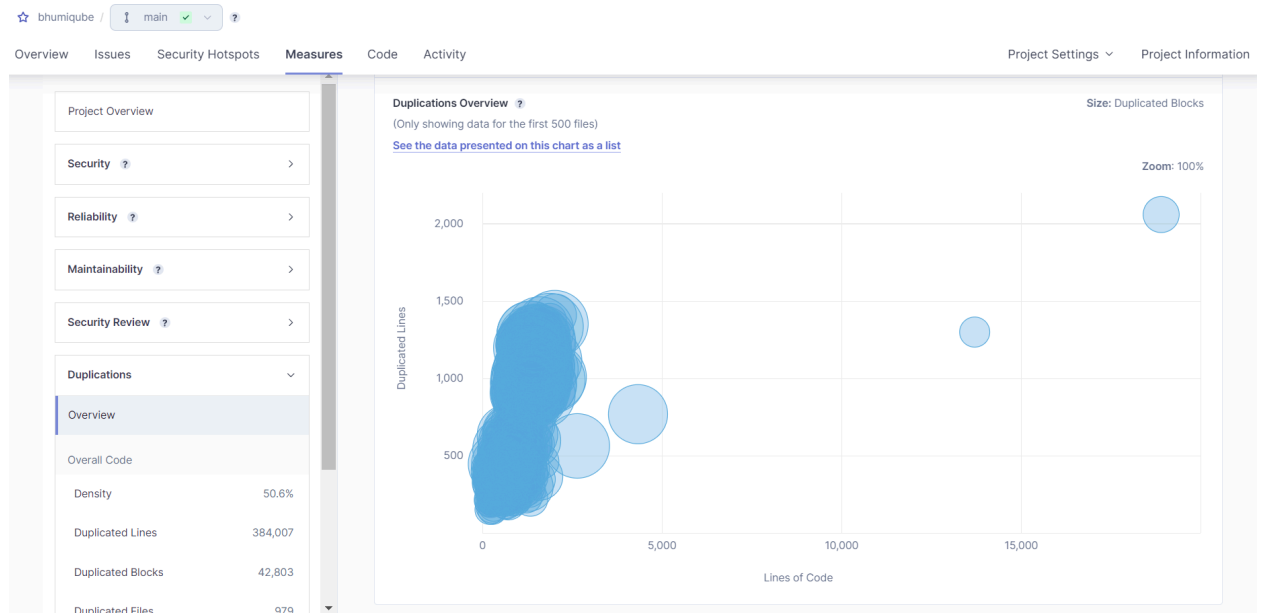 bhumiqube / main ?
Overview Issues Security Hotspots Measures Code Activity Project Settings Project Information
Project Overview
Security ?
Reliability ?
Maintainability ?
Security Review ?
Duplications
Overview
Overall Code
Density 50.6%
Duplicated Lines 384,007
Duplicated Blocks 42,803
Duplicated Files 979
Duplications Overview ? Size: Duplicated Blocks
(Only showing data for the first 500 files)
See the data presented on this chart as a list
Zoom: 100%
Duplicated Lines
2,000
1,500
1,000
500
0 5,000 10,000 15,000
Lines of Code